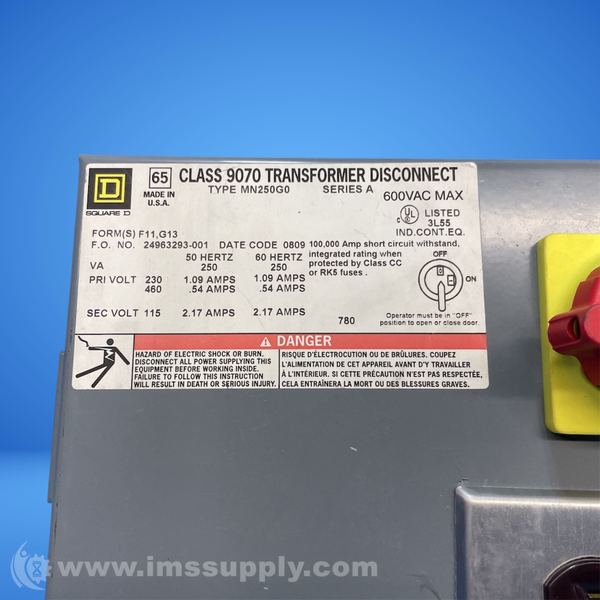 D
SQUARE D
65
MADE IN
U.S.A.
CLASS 9070 TRANSFORMER DISCONNECT
TYPE MN250G0 SERIES A
600VAC MAX
UL LISTED
3L55
IND.CONT.EQ.
FORM(S) F11,G13
F.O. NO. 24963293-001 DATE CODE 0809
50 HERTZ 60 HERTZ
VA 250 250
PRI VOLT 230 1.09 AMPS 1.09 AMPS
460 .54 AMPS .54 AMPS
SEC VOLT 115 2.17 AMPS 2.17 AMPS
100,000 Amp short circuit withstand,
integrated rating when
protected by Class CC
or RK5 fuses .
780
OFF
ON
Operator must be in "OFF"
position to open or close door.
DANGER
HAZARD OF ELECTRIC SHOCK OR BURN.
DISCONNECT ALL POWER SUPPLYING THIS
EQUIPMENT BEFORE WORKING INSIDE.
FAILURE TO FOLLOW THIS INSTRUCTION
WILL RESULT IN DEATH OR SERIOUS INJURY.
RISQUE D'ÉLECTROCUTION OU DE BRÛLURES. COUPEZ
L'ALIMENTATION DE CET APPAREIL AVANT D'Y TRAVAILLER
À L'INTÉRIEUR. SI CETTE PRÉCAUTION N'EST PAS RESPECTÉE,
CELA ENTRAÎNERA LA MORT OU DES BLESSURES GRAVES.
www.imssupply.com